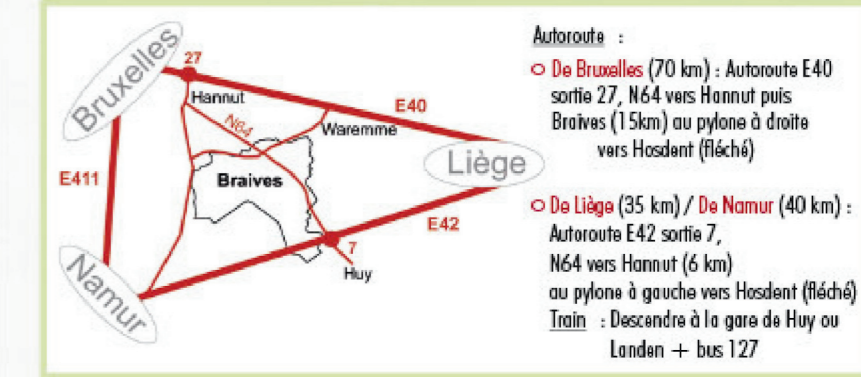 Bruxelles
27
Hannut
N64
E40
Waremme
Liège
E411
Braives
E42
7
Huy
Namur
Autoroute :
De Bruxelles (70 km) : Autoroute E40
sortie 27, N64 vers Hannut puis
Braives (15km) au pylone à droite
vers Hosdent (fléché)
De Liège (35 km) / De Namur (40 km) :
Autoroute E42 sortie 7,
N64 vers Hannut (6 km)
au pylone à gauche vers Hosdent (fléché)
Train : Descendre à la gare de Huy ou
Landen + bus 127